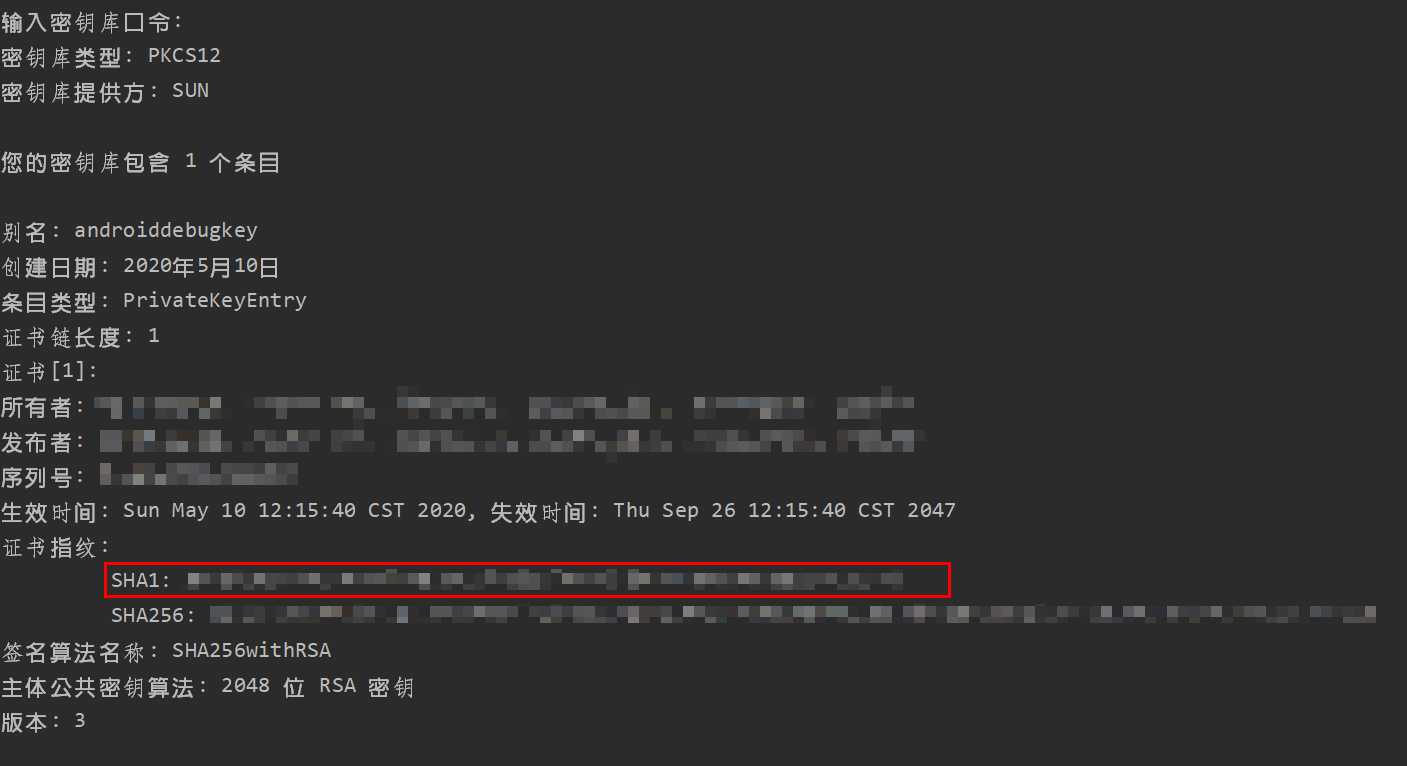 输入密钥库口令:
密钥库类型: PKCS12
密钥库提供方: SUN
您的密钥库包含 1 个条目
别名: androiddebugkey
创建日期: 2020年5月10日
条目类型: PrivateKeyEntry
证书链长度: 1
证书[1]:
所有者:
发布者:
序列号:
生效时间: Sun May 10 12:15:40 CST 2020, 失效时间: Thu Sep 26 12:15:40 CST 2047
证书指纹:
SHA1:
SHA256:
签名算法名称: SHA256withRSA
主体公共密钥算法: 2048 位 RSA 密钥
版本: 3